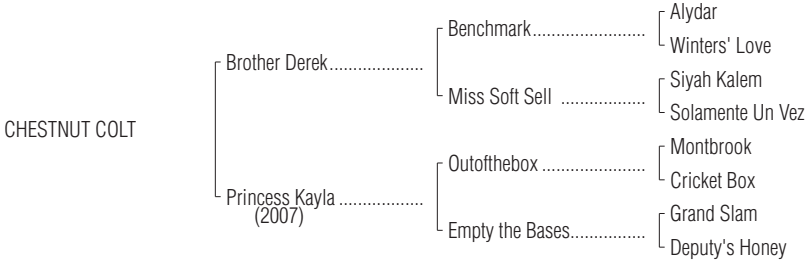 Alydar
Benchmark........................
Winters' Love
Brother Derek....................
Siyah Kalem
Miss Soft Sell ..................
Solamente Un Vez
CHESTNUT COLT
Montbrook
Outofthebox ......................
Cricket Box
Princess Kayla ..................
(2007)
Grand Slam
Empty the Bases................
Deputy's Honey